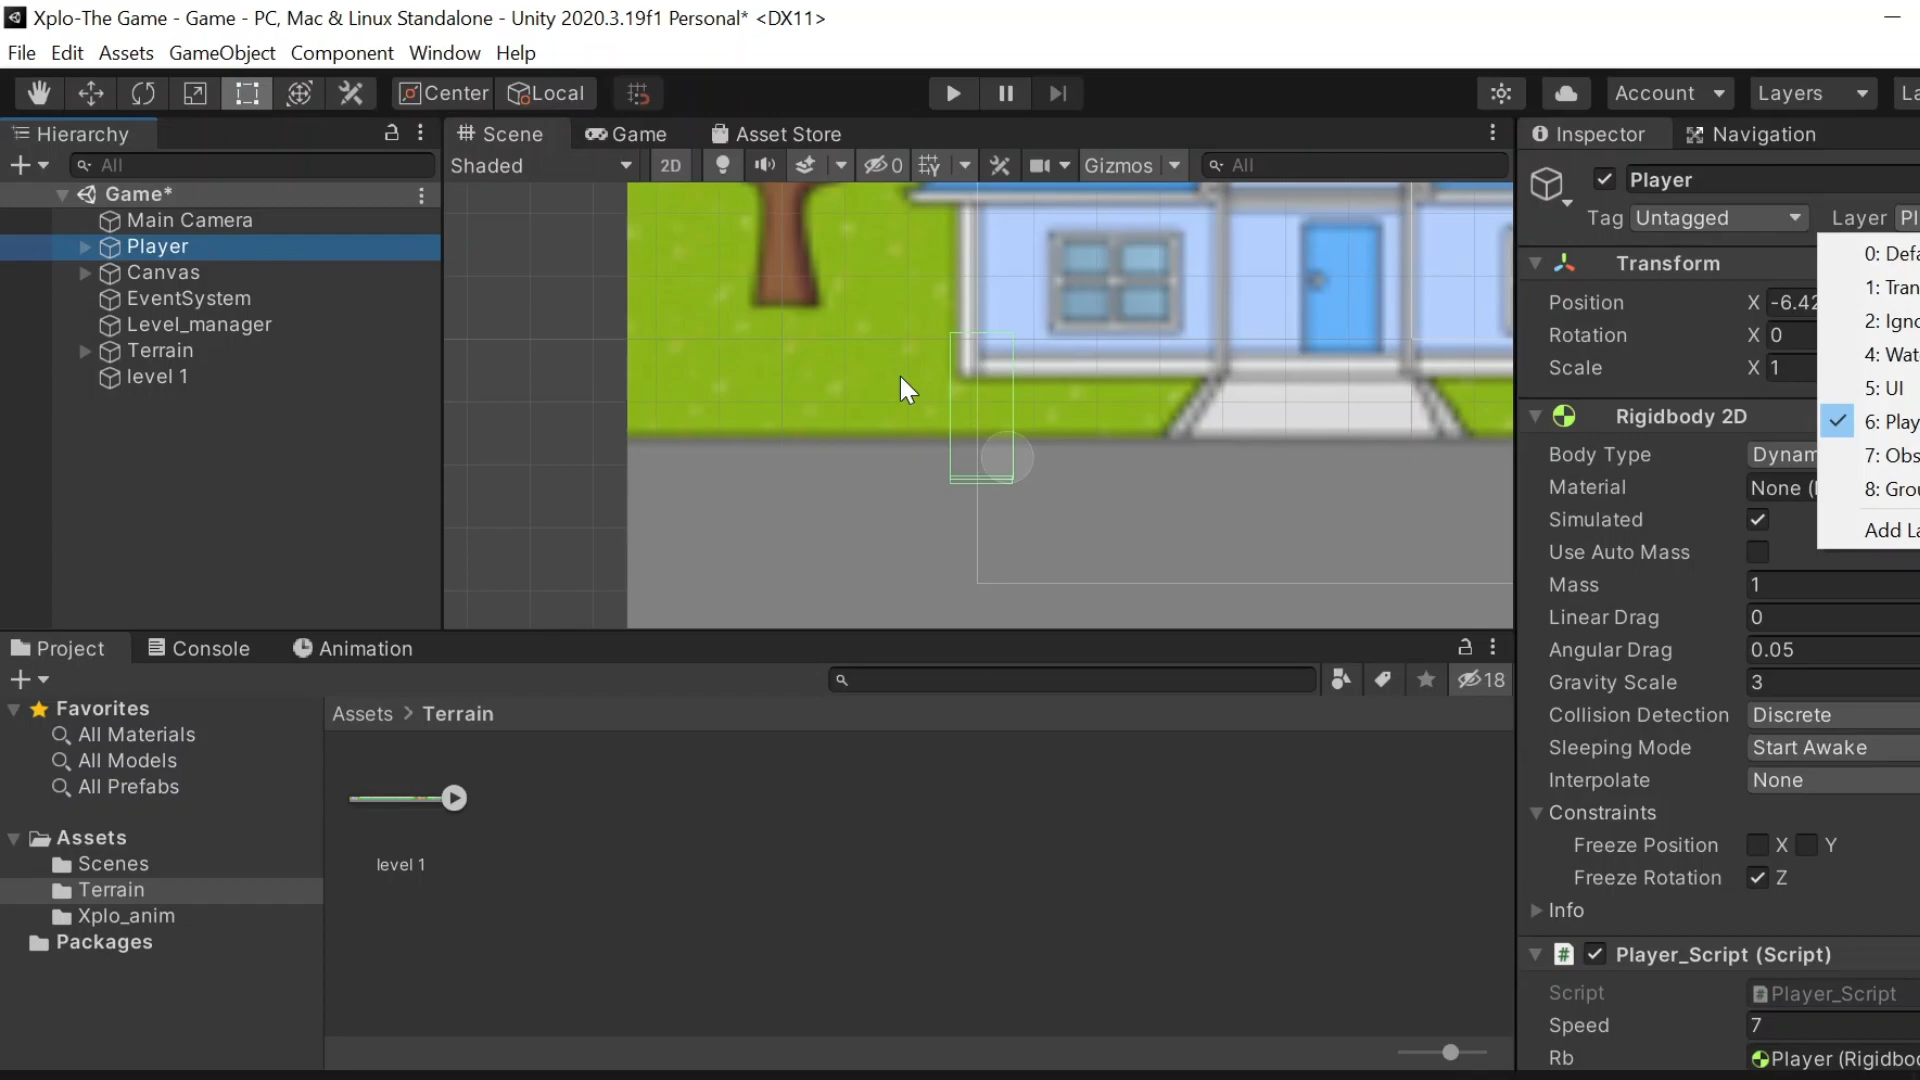 Xplo-The Game - Game - PC, Mac & Linux Standalone - Unity 2020.3.19f1 Personal* <DX11>
File Edit Assets GameObject Component Window Help
Center Local Account Layers La
Hierarchy
All
Game*
Main Camera
Player
Canvas
EventSystem
Level_manager
Terrain
level 1
Scene Game Asset Store
Shaded 2D 0 Gizmos All
Inspector Navigation
Player
Tag Untagged Layer Pl
Transform
Position X -6.42
Rotation X 0
Scale X 1
0: Defa
1: Tran
2: Igno
4: Wat
5: UI
6: Play
7: Obs
8: Grou
Add La
Rigidbody 2D
Body Type Dynam
Material None (
Simulated
Use Auto Mass
Mass 1
Linear Drag 0
Angular Drag 0.05
Gravity Scale 3
Collision Detection Discrete
Sleeping Mode Start Awake
Interpolate None
Constraints
Freeze Position X Y
Freeze Rotation Z
Info
Player_Script (Script)
# Script Player_Script
Speed 7
Rb Player (Rigidbo
Project Console Animation
18
Favorites
All Materials
All Models
All Prefabs
Assets
Scenes
Terrain
Xplo_anim
Packages
Assets > Terrain
level 1